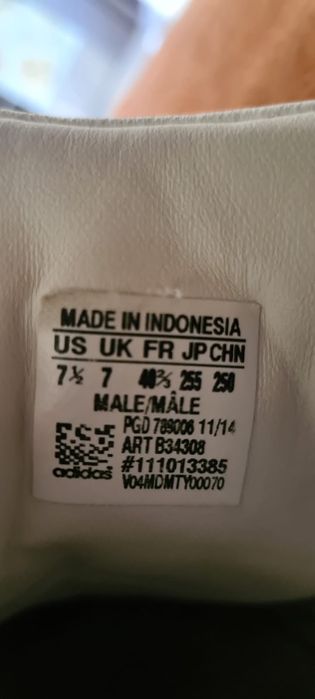 MADE IN INDONESIA
US UK FR JP CHN
7½ 7 40⅔ 255 250
MALE/MÂLE
PGD 789006 11/14
ART B34308
#111013385
adidas V04MDMTY00070